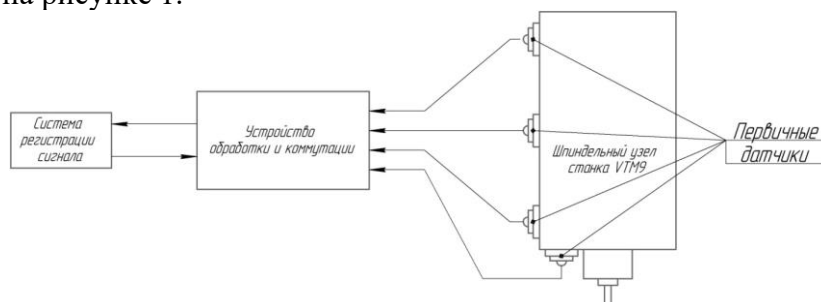 на рисунке 1.
Система
регистрации
сигнала
Устройство
обработки и коммутации
Шпиндельный узел
станка VTM9
Первичные
датчики